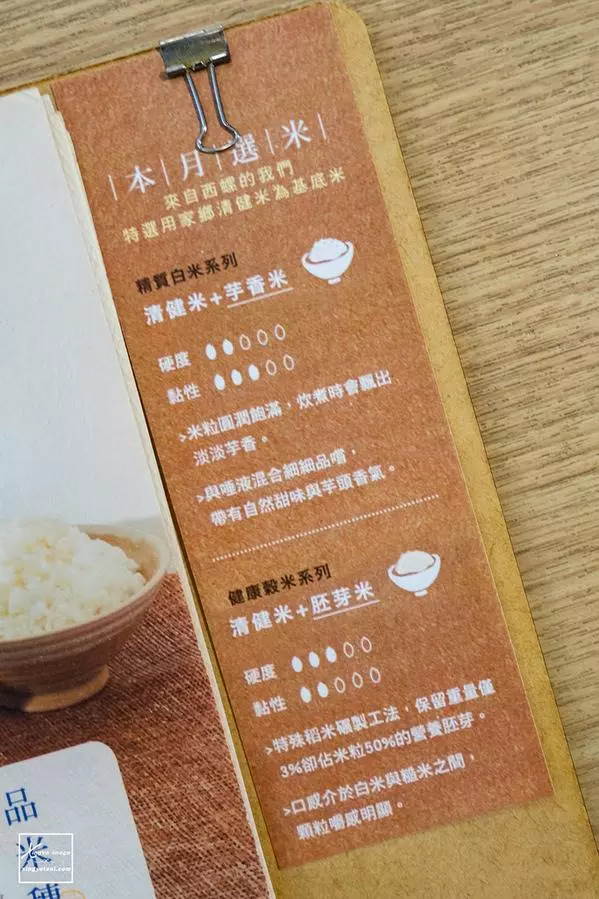 |本|月|選|米|
來自西螺的我們
特選用家鄉清健米為基底米
精質白米系列
清健米+芋香米
硬度
黏性
>米粒圓潤飽滿，炊煮時會飄出
淡淡芋香。
>與唾液混合細細品嚐，
帶有自然甜味與芋頭香氣。
健康穀米系列
清健米+胚芽米
硬度
黏性
>特殊稻米碾製工法，保留重量僅
3%卻佔米粒50%的營養胚芽。
>口感介於白米與糙米之間，
顆粒嚼感明顯。
品
米
種